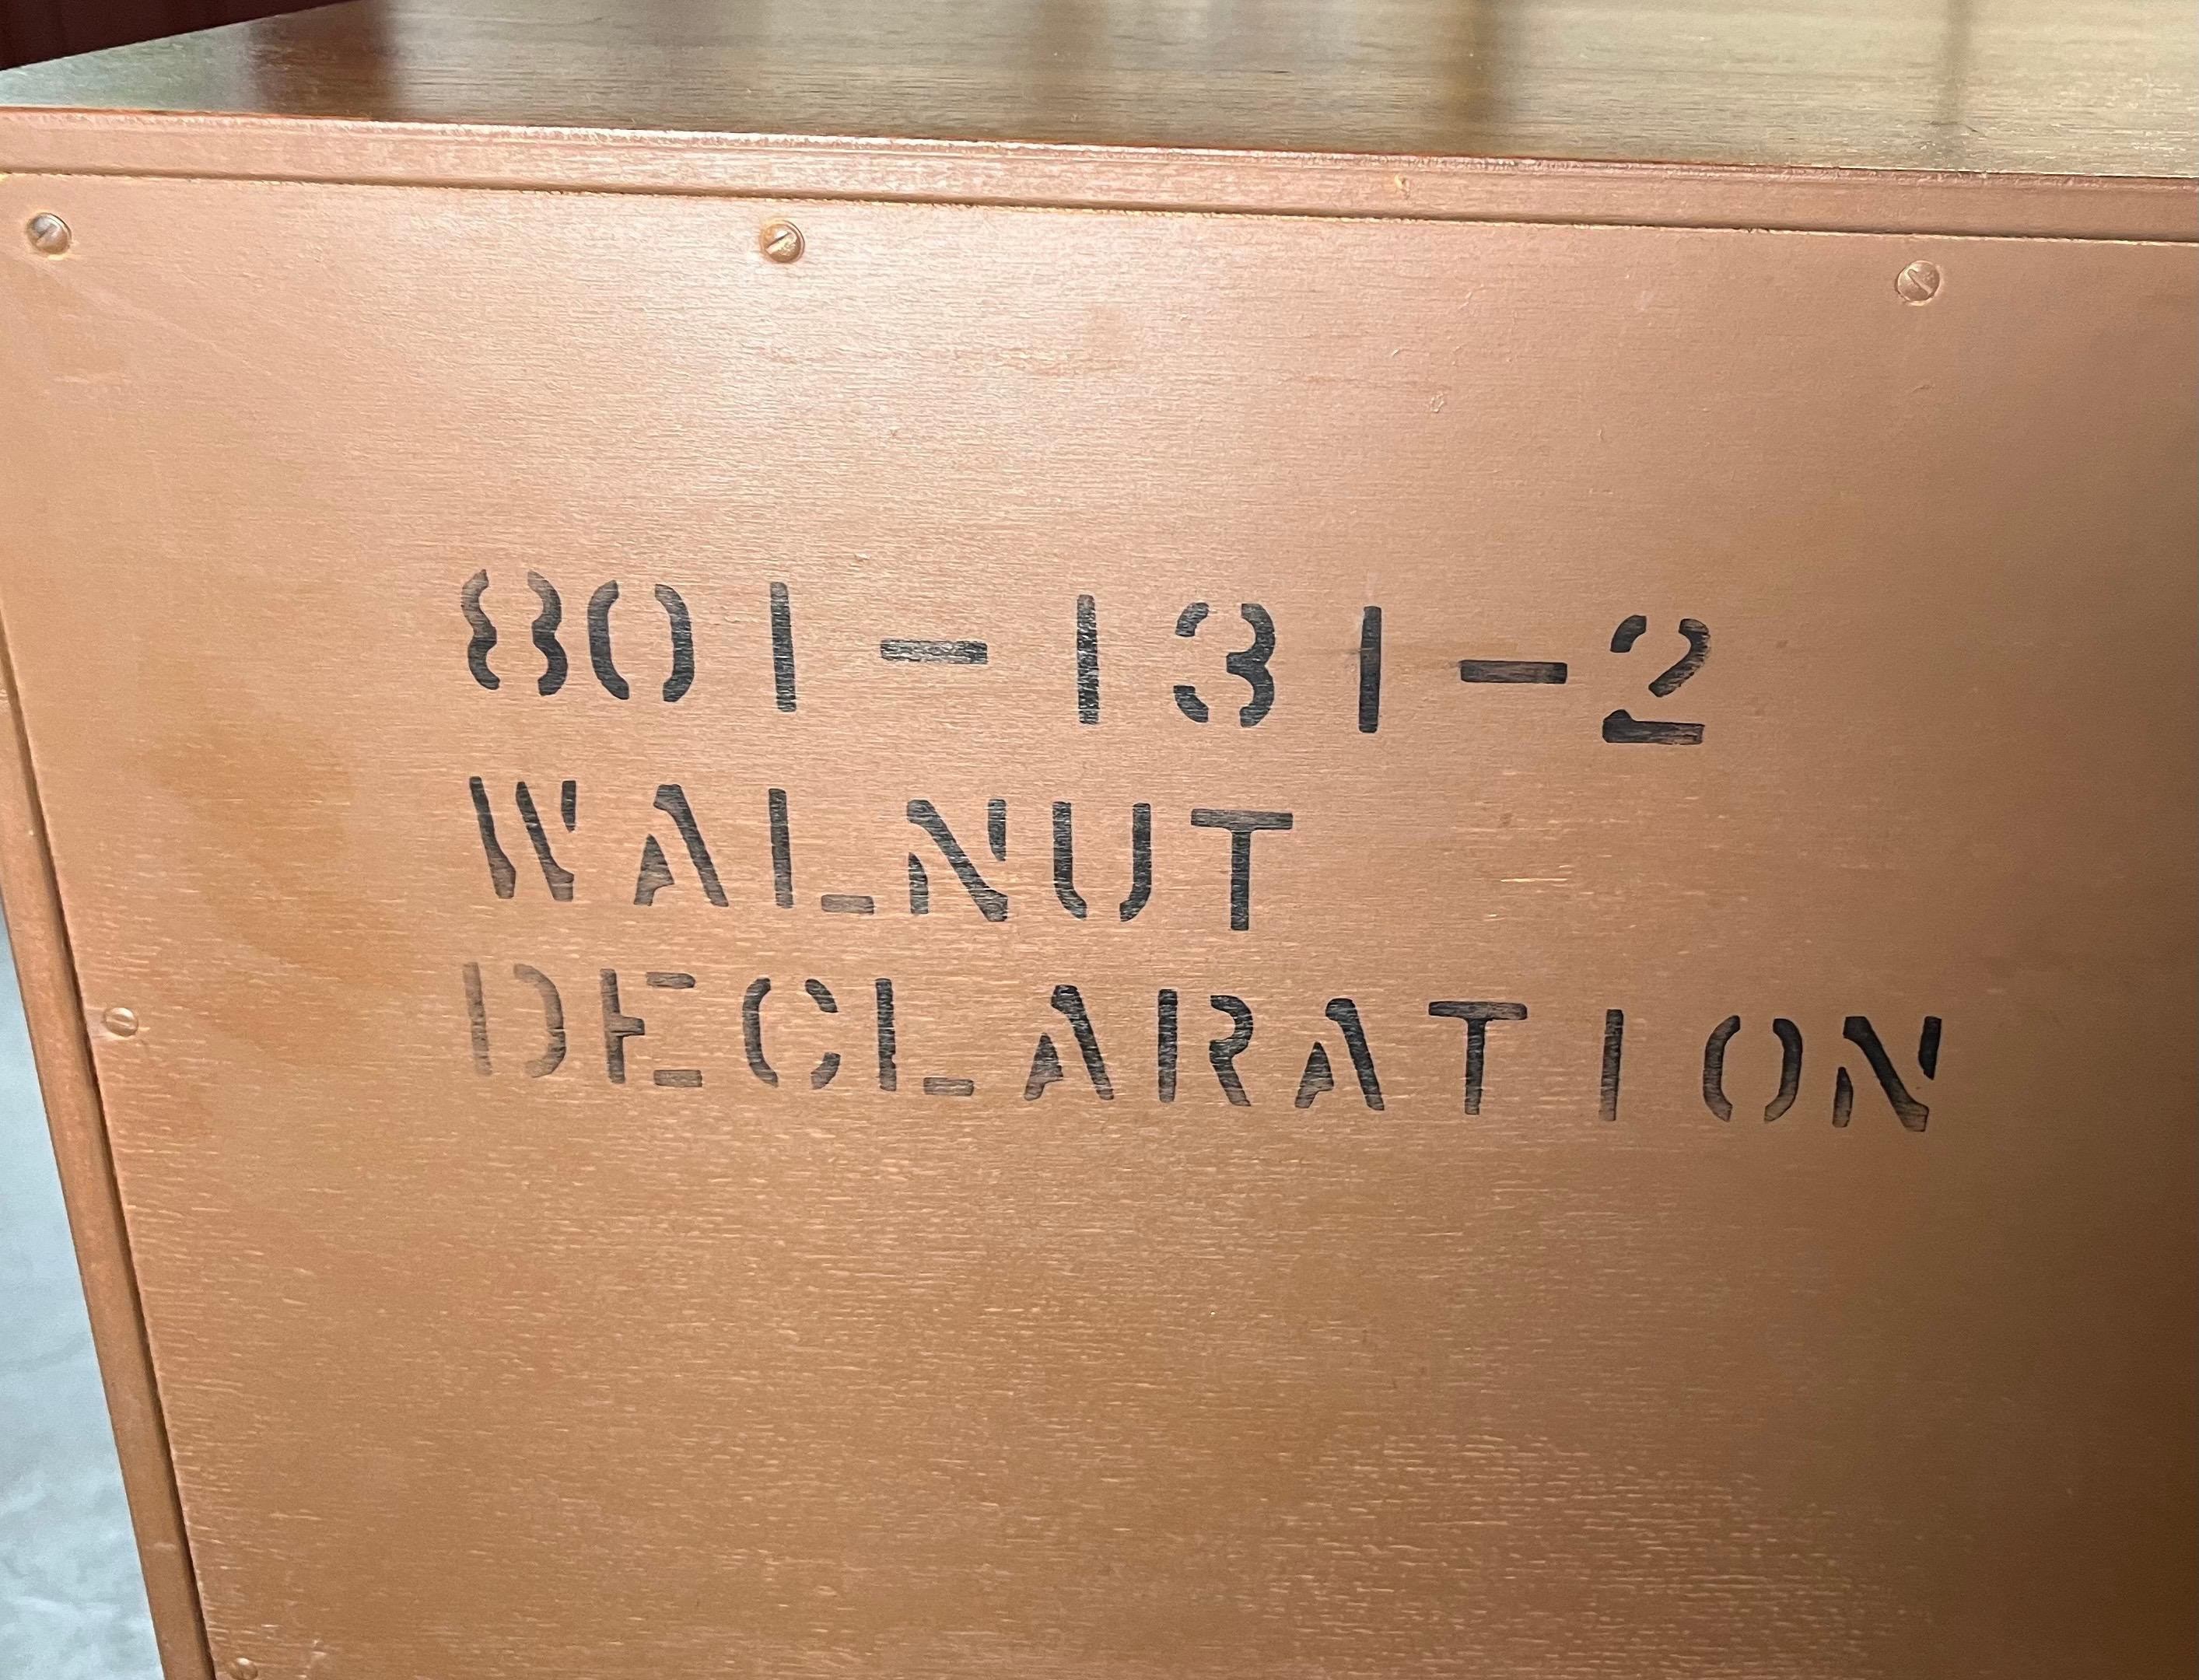 801-131-2
WALNUT
DECLARATION